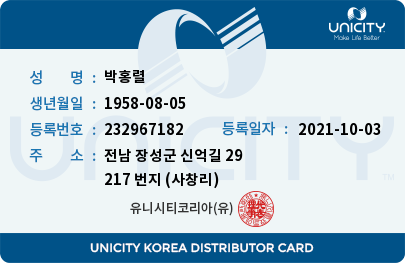 UNICITY
Make Life Better
성 명 : 박홍렬
생년월일 : 1958-08-05
등록번호 : 232967182 등록일자 : 2021-10-03
주 소 : 전남 장성군 신억길 29
217 번지 (사창리)
UNICITY TM
유니시티코리아(유)
UNICITY KOREA DISTRIBUTOR CARD